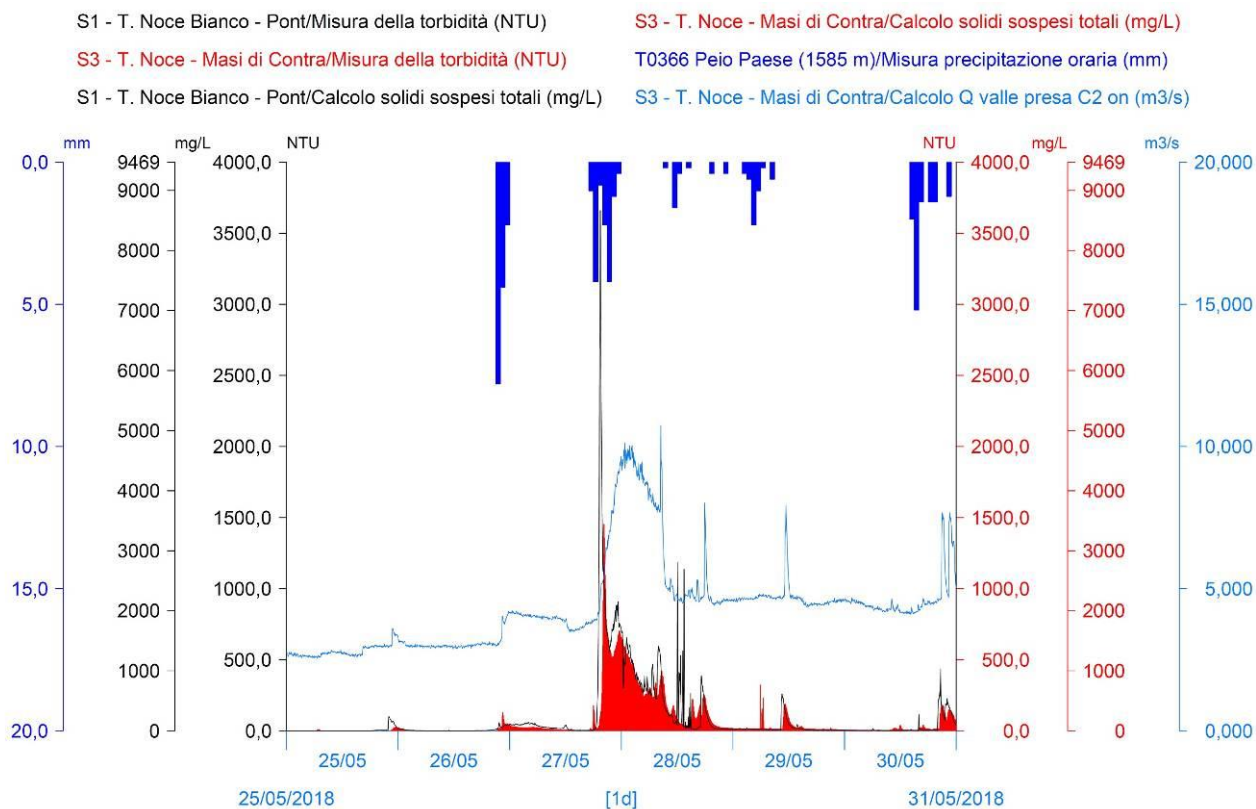 S1 - T. Noce Bianco - Pont/Misura della torbidità (NTU) S3 - T. Noce - Masi di Contra/Calcolo solidi sospesi totali (mg/L)
S3 - T. Noce - Masi di Contra/Misura della torbidità (NTU) T0366 Peio Paese (1585 m)/Misura precipitazione oraria (mm)
S1 - T. Noce Bianco - Pont/Calcolo solidi sospesi totali (mg/L) S3 - T. Noce - Masi di Contra/Calcolo Q valle presa C2 on (m3/s)
mm mg/L NTU NTU mg/L m3/s
0,0 9469 4000,0 4000,0 9469 20,000
9000 9000
3500,0 3500,0
8000 8000
5,0 7000 3000,0 3000,0 7000 15,000
6000 2500,0 2500,0 6000
5000 5000
10,0 2000,0 2000,0 10,000
4000 4000
1500,0 1500,0
3000 3000
15,0 1000,0 1000,0 5,000
2000 2000
500,0 500,0
1000 1000
20,0 0 0,0 0,0 0 0,000
25/05 26/05 27/05 28/05 29/05 30/05
25/05/2018 [1d] 31/05/2018